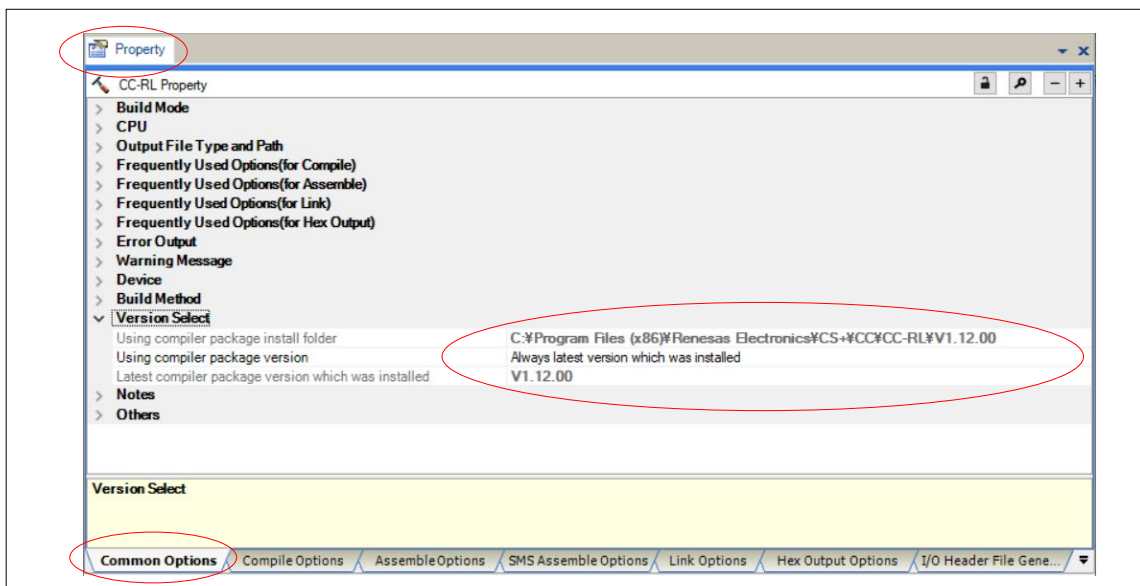 Property
CC-RL Property
Build Mode
CPU
Output File Type and Path
Frequently Used Options(for Compile)
Frequently Used Options(for Assemble)
Frequently Used Options(for Link)
Frequently Used Options(for Hex Output)
Error Output
Warning Message
Device
Build Method
Version Select
Using compiler package install folder C:¥Program Files (x86)¥Renesas Electronics¥CS+¥CC¥CC-RL¥V1.12.00
Using compiler package version Always latest version which was installed
Latest compiler package version which was installed V1.12.00
Notes
Others
Version Select
Common Options Compile Options Assemble Options SMS Assemble Options Link Options Hex Output Options I/O Header File Gene...